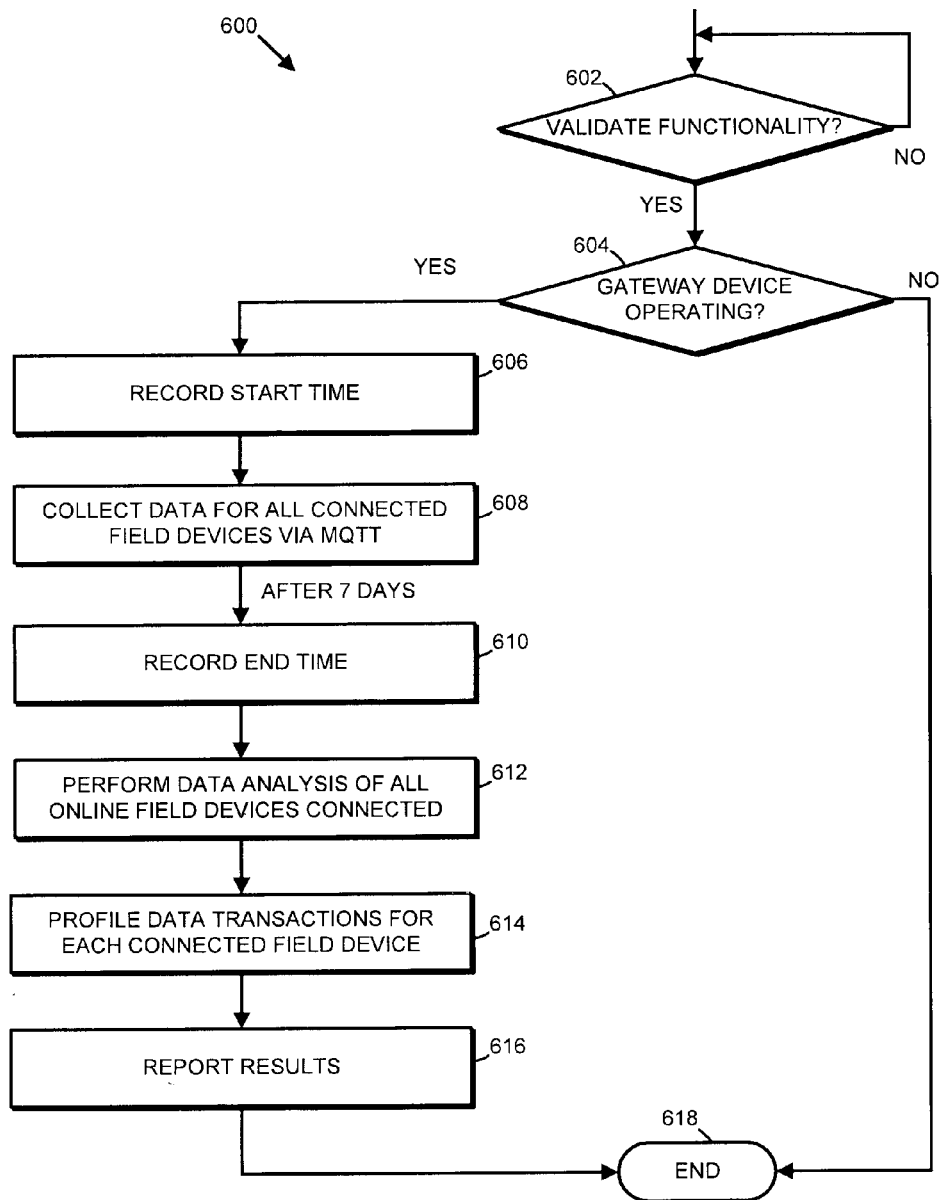 600
602
VALIDATE FUNCTIONALITY?
NO
YES
604
YES
GATEWAY DEVICE
OPERATING?
NO
606
RECORD START TIME
608
COLLECT DATA FOR ALL CONNECTED
FIELD DEVICES VIA MQTT
AFTER 7 DAYS
610
RECORD END TIME
612
PERFORM DATA ANALYSIS OF ALL
ONLINE FIELD DEVICES CONNECTED
614
PROFILE DATA TRANSACTIONS FOR
EACH CONNECTED FIELD DEVICE
616
REPORT RESULTS
618
END